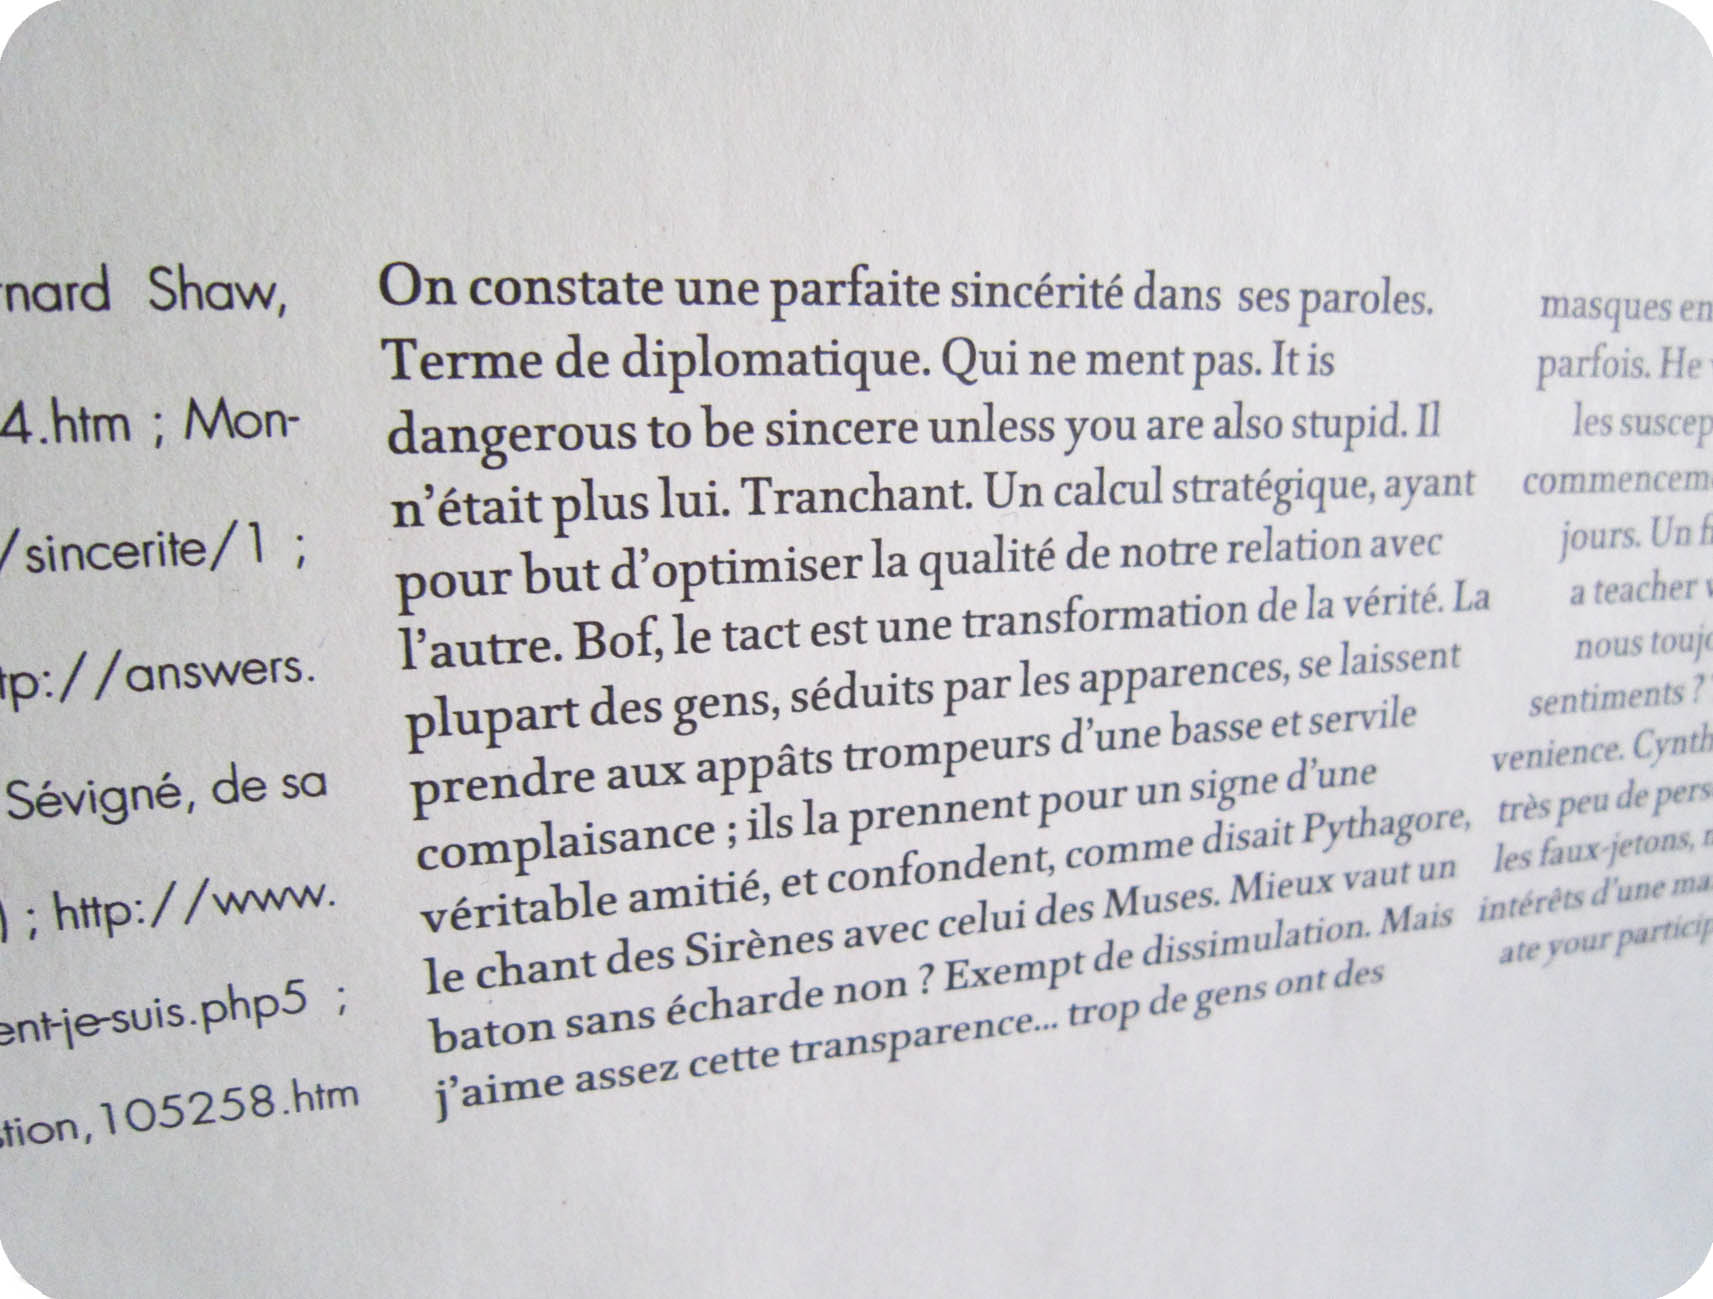 Shaw,
4.htm ; Mon-
/sincerite/1 ;
answers.
Sévigné, de sa
; http://www.
ent-je-suis.php5 ;
tion,105258.htm
On constate une parfaite sincérité dans ses paroles.
Terme de diplomatique. Qui ne ment pas. It is
dangerous to be sincere unless you are also stupid. Il
n’était plus lui. Tranchant. Un calcul stratégique, ayant
pour but d’optimiser la qualité de notre relation avec
l’autre. Bof, le tact est une transformation de la vérité. La
plupart des gens, séduits par les apparences, se laissent
prendre aux appâts trompeurs d’une basse et servile
complaisance ; ils la prennent pour un signe d’une
véritable amitié, et confondent, comme disait Pythagore,
le chant des Sirènes avec celui des Muses. Mieux vaut un
baton sans écharde non ? Exempt de dissimulation. Mais
j’aime assez cette transparence... trop de gens ont des
masques en
parfois. He
les suscep
commencem
jours. Un
a teacher
nous toujo
sentiments ?
venience. Cynth
très peu de pers
les faux-jetons,
intérêts d’une ma
ate your particip